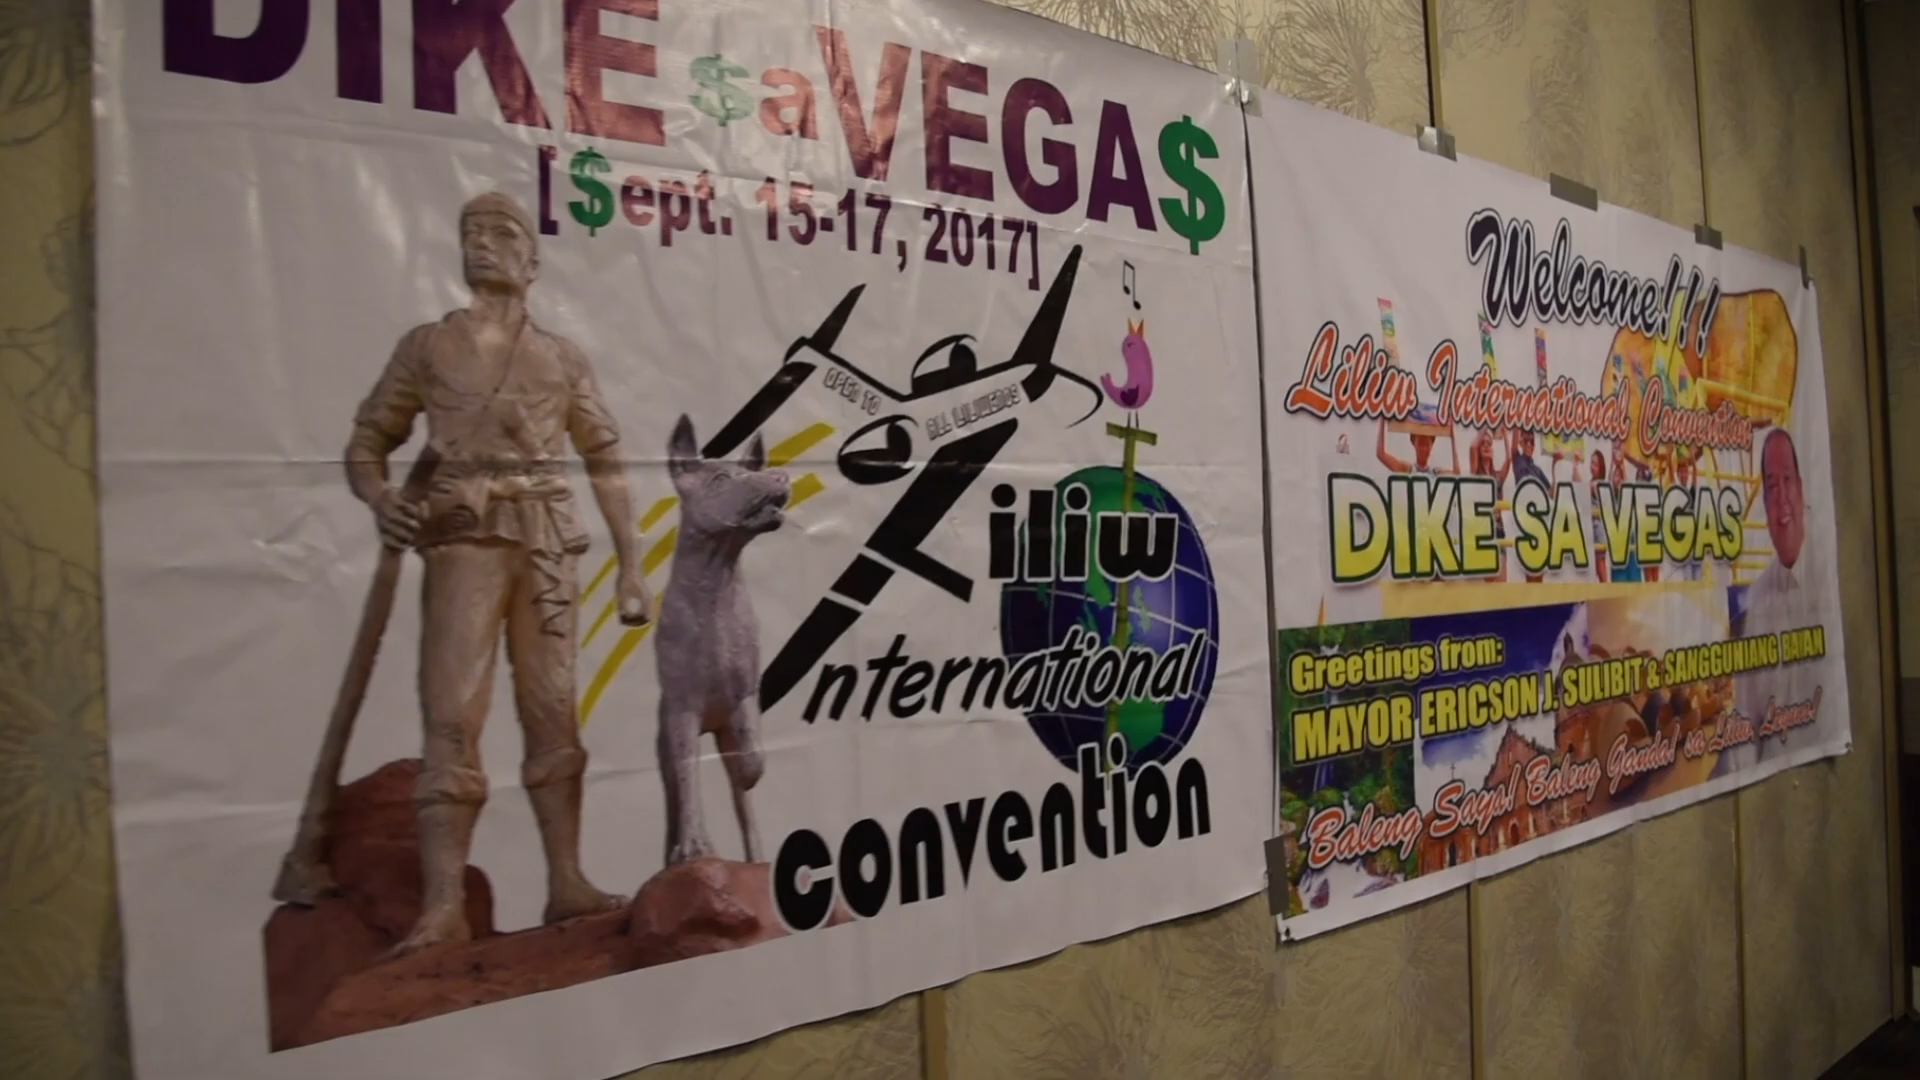 DIKE $a VEGA$
[$ept. 15-17, 2017]
OPEN TO ALL LILIWEÑOS
Liliw
International
convention
Welcome!!!
Liliw International Convention
DIKE SA VEGAS
Greetings from:
MAYOR ERICSON J. SULIBIT & SANGGUNIANG BAYAN
Baleng Saya! Baleng Ganda! sa Liliw, Laguna!